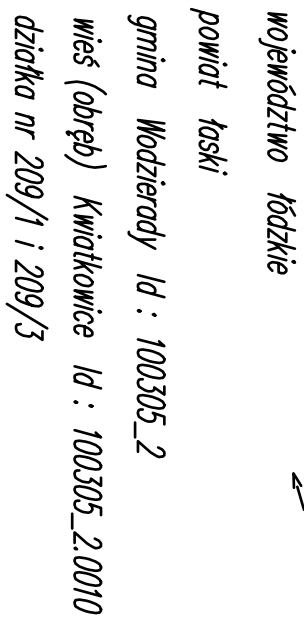 województwo łódzkie
powiat łaski
gmina Wodzierady Id : 100305_2
wieś (obręb) Kwiatkowice Id : 100305_2.0010
działka nr 209/1 i 209/3